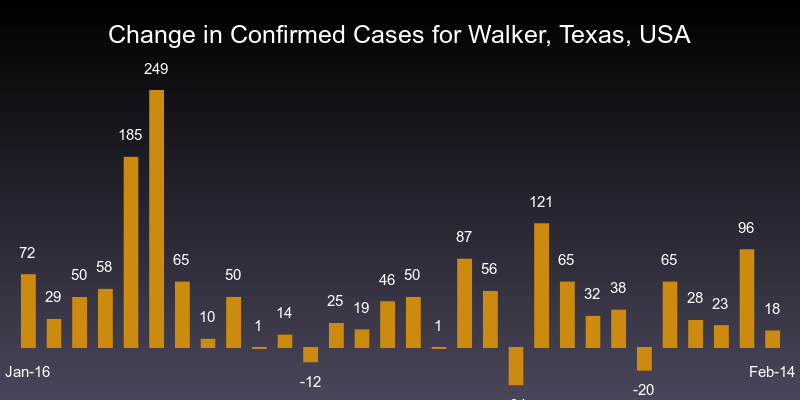 Change in Confirmed Cases for Walker, Texas, USA
72 29 50 58 185 249 65 10 50 1 14 -12 25 19 46 50 1 87 56 121 65 32 38 -20 65 28 23 96 18
Jan-16 Feb-14